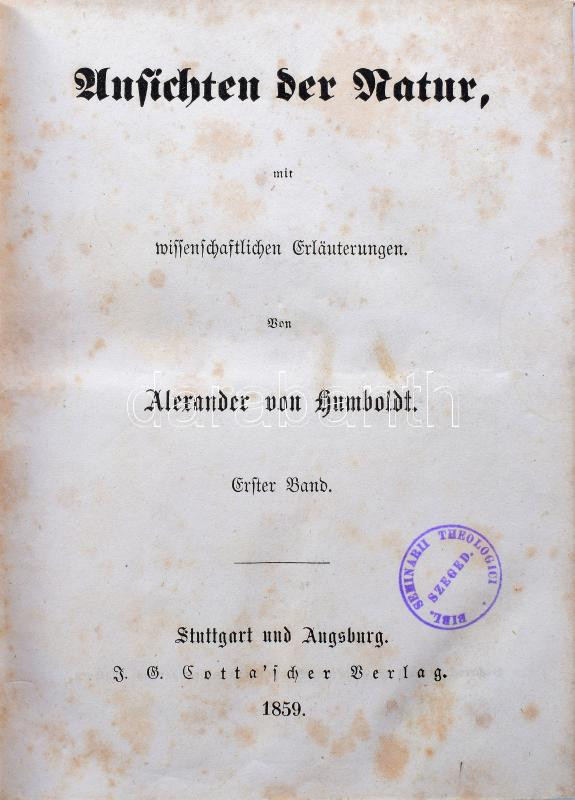 Ansichten der Natur,
mit
wissenschaftlichen Erläuterungen.
Von
Alexander von Humboldt.
darabanth
Erster Band.
BIBL. SEMINARII THEOLOGICI.
SZEGED.
Stuttgart und Augsburg.
J. G. Cotta'scher Verlag.
1859.